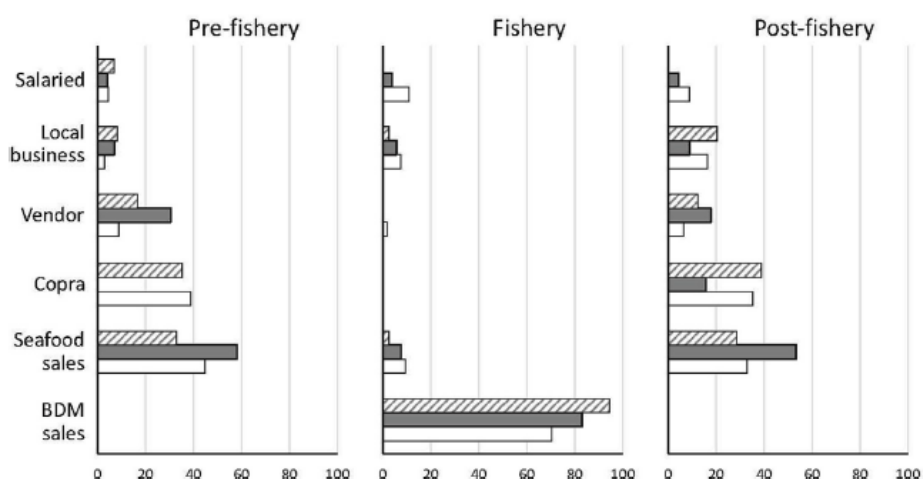 Pre-fishery Fishery Post-fishery
Salaried
Local
business
Vendor
Copra
Seafood
sales
BDM
sales
0 20 40 60 80 100 0 20 40 60 80 100 0 20 40 60 80 100